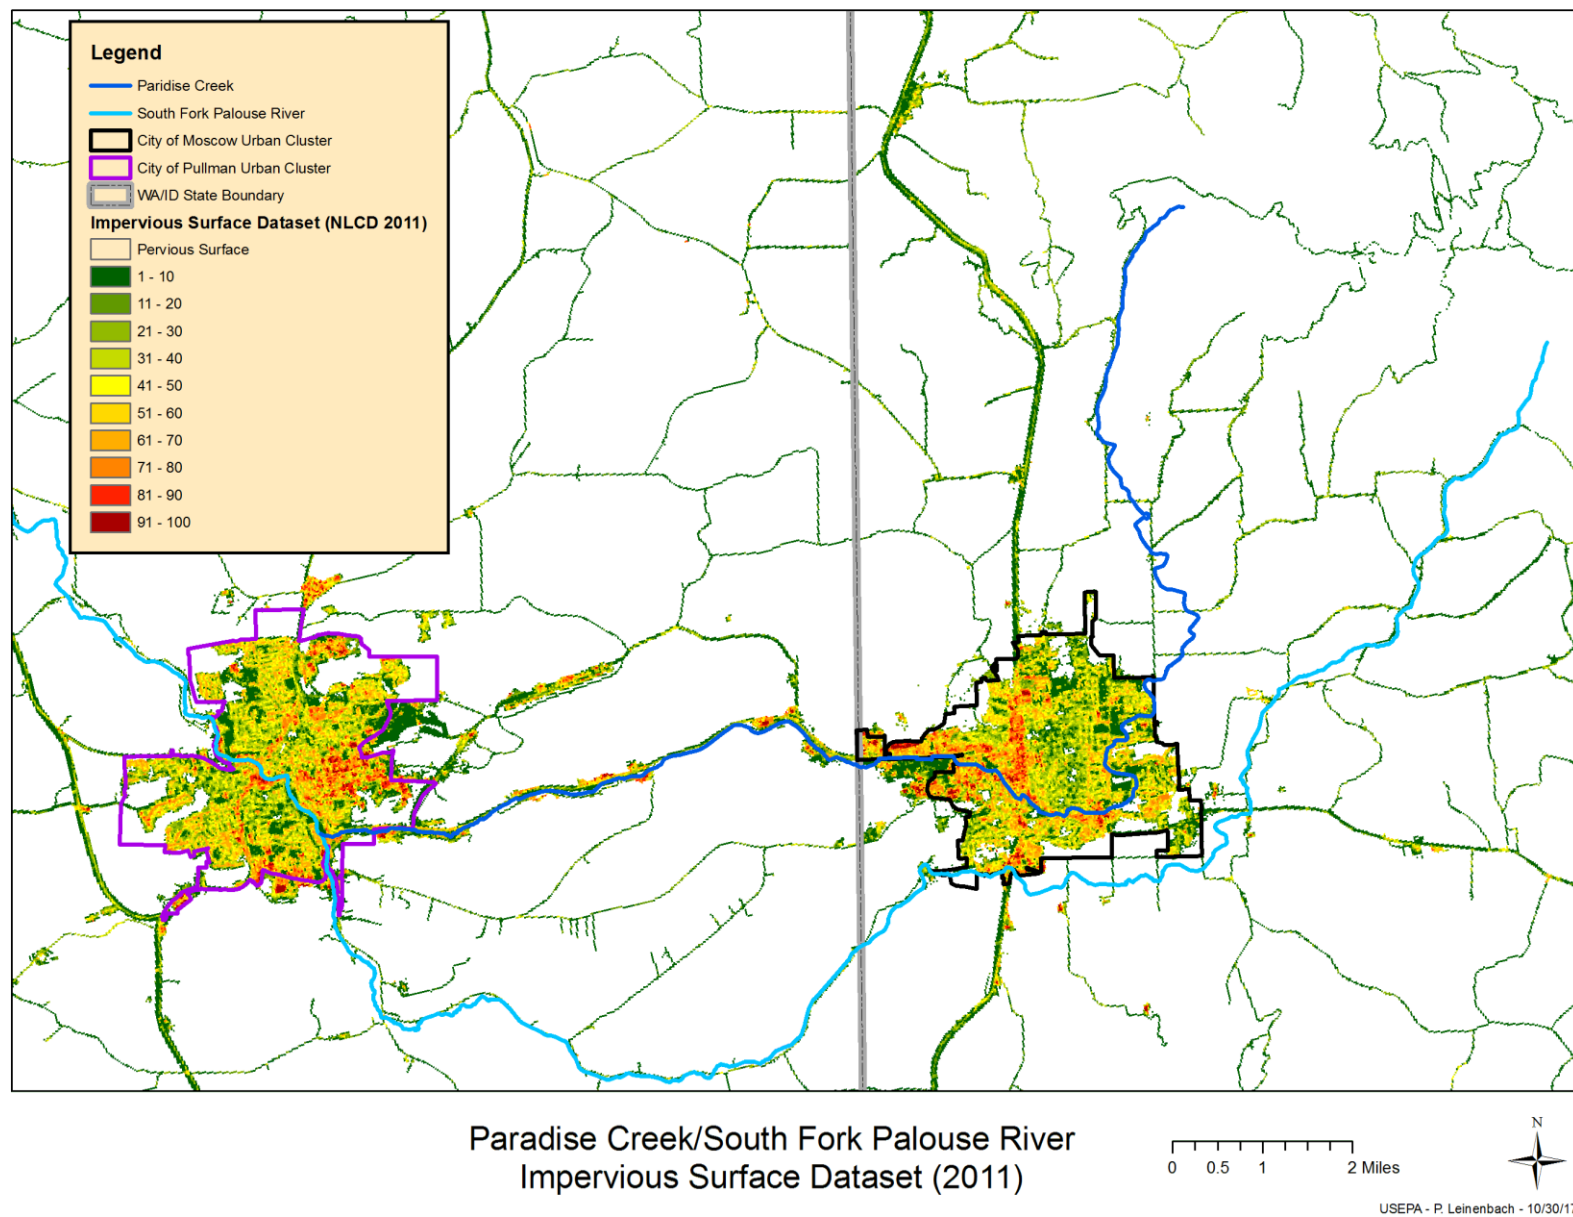 Legend
Paridise Creek
South Fork Palouse River
City of Moscow Urban Cluster
City of Pullman Urban Cluster
WA/ID State Boundary
Impervious Surface Dataset (NLCD 2011)
Pervious Surface
1 - 10
11 - 20
21 - 30
31 - 40
41 - 50
51 - 60
61 - 70
71 - 80
81 - 90
91 - 100
Paradise Creek/South Fork Palouse River
Impervious Surface Dataset (2011)
0 0.5 1 2 Miles
N
USEPA - P. Leinenbach - 10/30/17